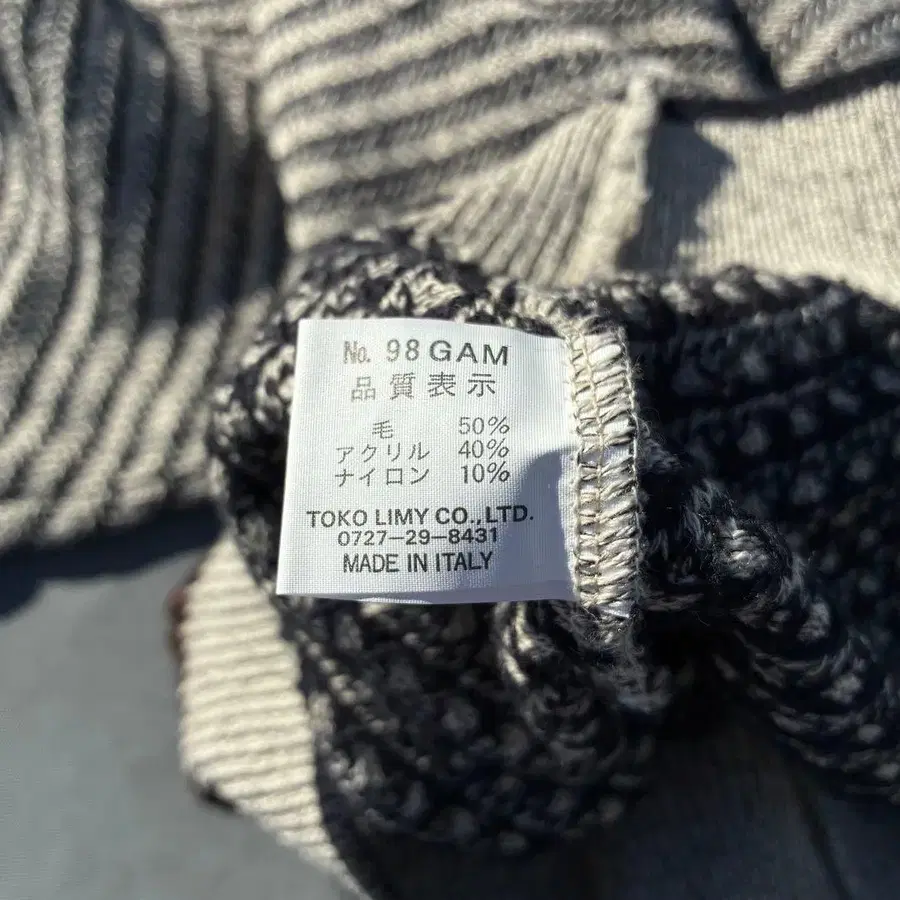 No. 98 GAM
品質表示
毛 50%
アクリル 40%
ナイロン 10%
TOKO LIMY CO.,LTD.
0727-29-8431
MADE IN ITALY